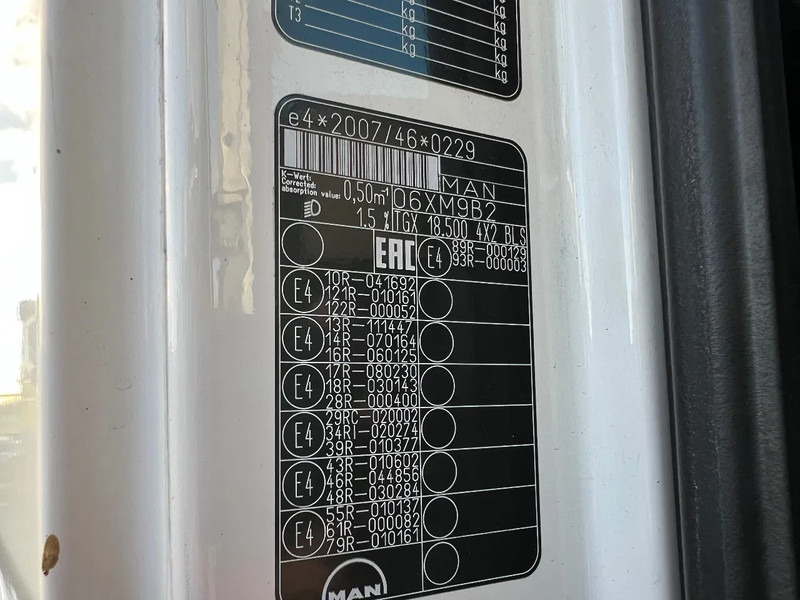 kg
T3
kg
kg
kg
kg
kg
kg
e4*2007/46*0229
MAN
K-Wert:
Corrected
absorption value: 0,50m⁻¹
06XM9B2
1.5 %
TGX 18.500 4X2 BLS
EAC
E4
89R-000129
93R-000003
E4
10R-041692
121R-010161
122R-000052
E4
13R-111447
14R-070164
16R-060125
E4
17R-080230
18R-030143
28R-000400
E4
29RC-020002
34RI-020274
39R-010377
E4
43R-010602
46R-044856
48R-030284
E4
55R-010137
61R-000082
79R-010161
MAN